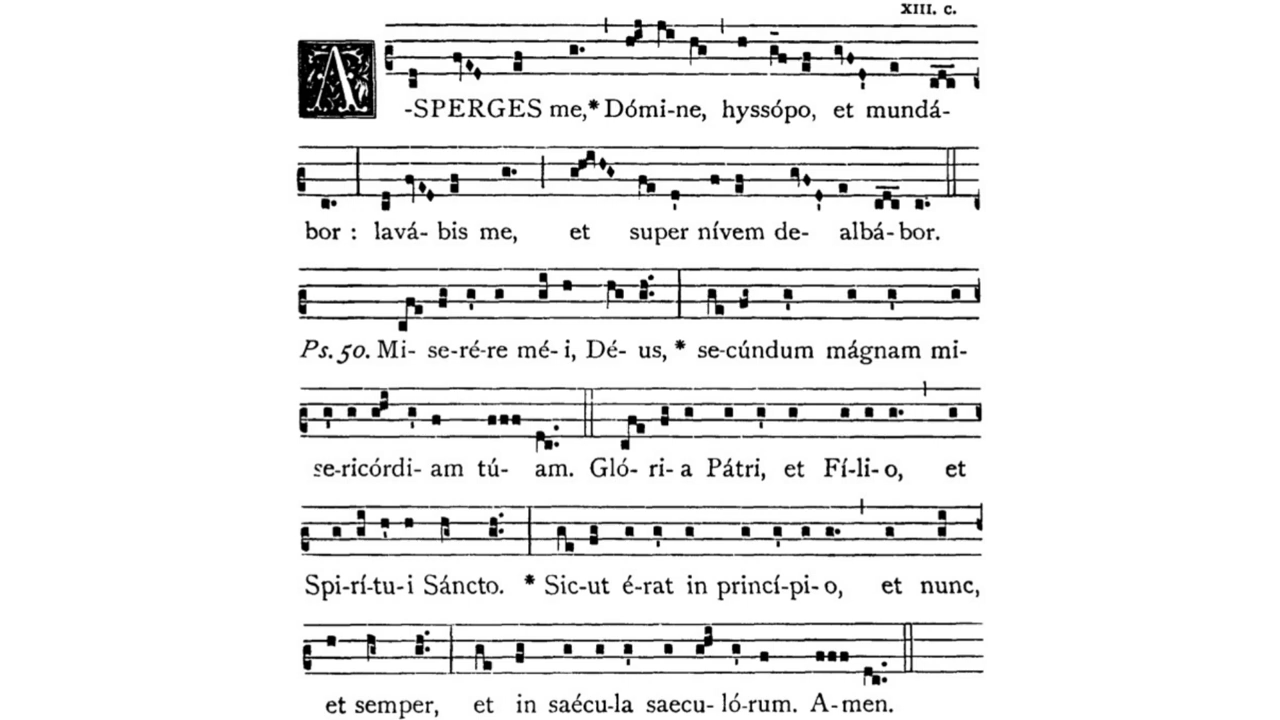 XIII. C.
A-SPERGES me,* Dómi-ne, hyssópo, et mundá-
bor : lavá- bis me, et super nívem de- albá-bor.
Ps. 50. Mi- se-ré-re mé- i, Dé- us, * se-cúndum mágnam mi-
se-ricórdi- am tú- am. Gló- ri- a Pátri, et Fí-li- o, et
Spi-rí-tu-i Sáncto. * Sic-ut é-rat in princí-pi- o, et nunc,
et semper, et in saécu-la saecu- ló-rum. A-men.